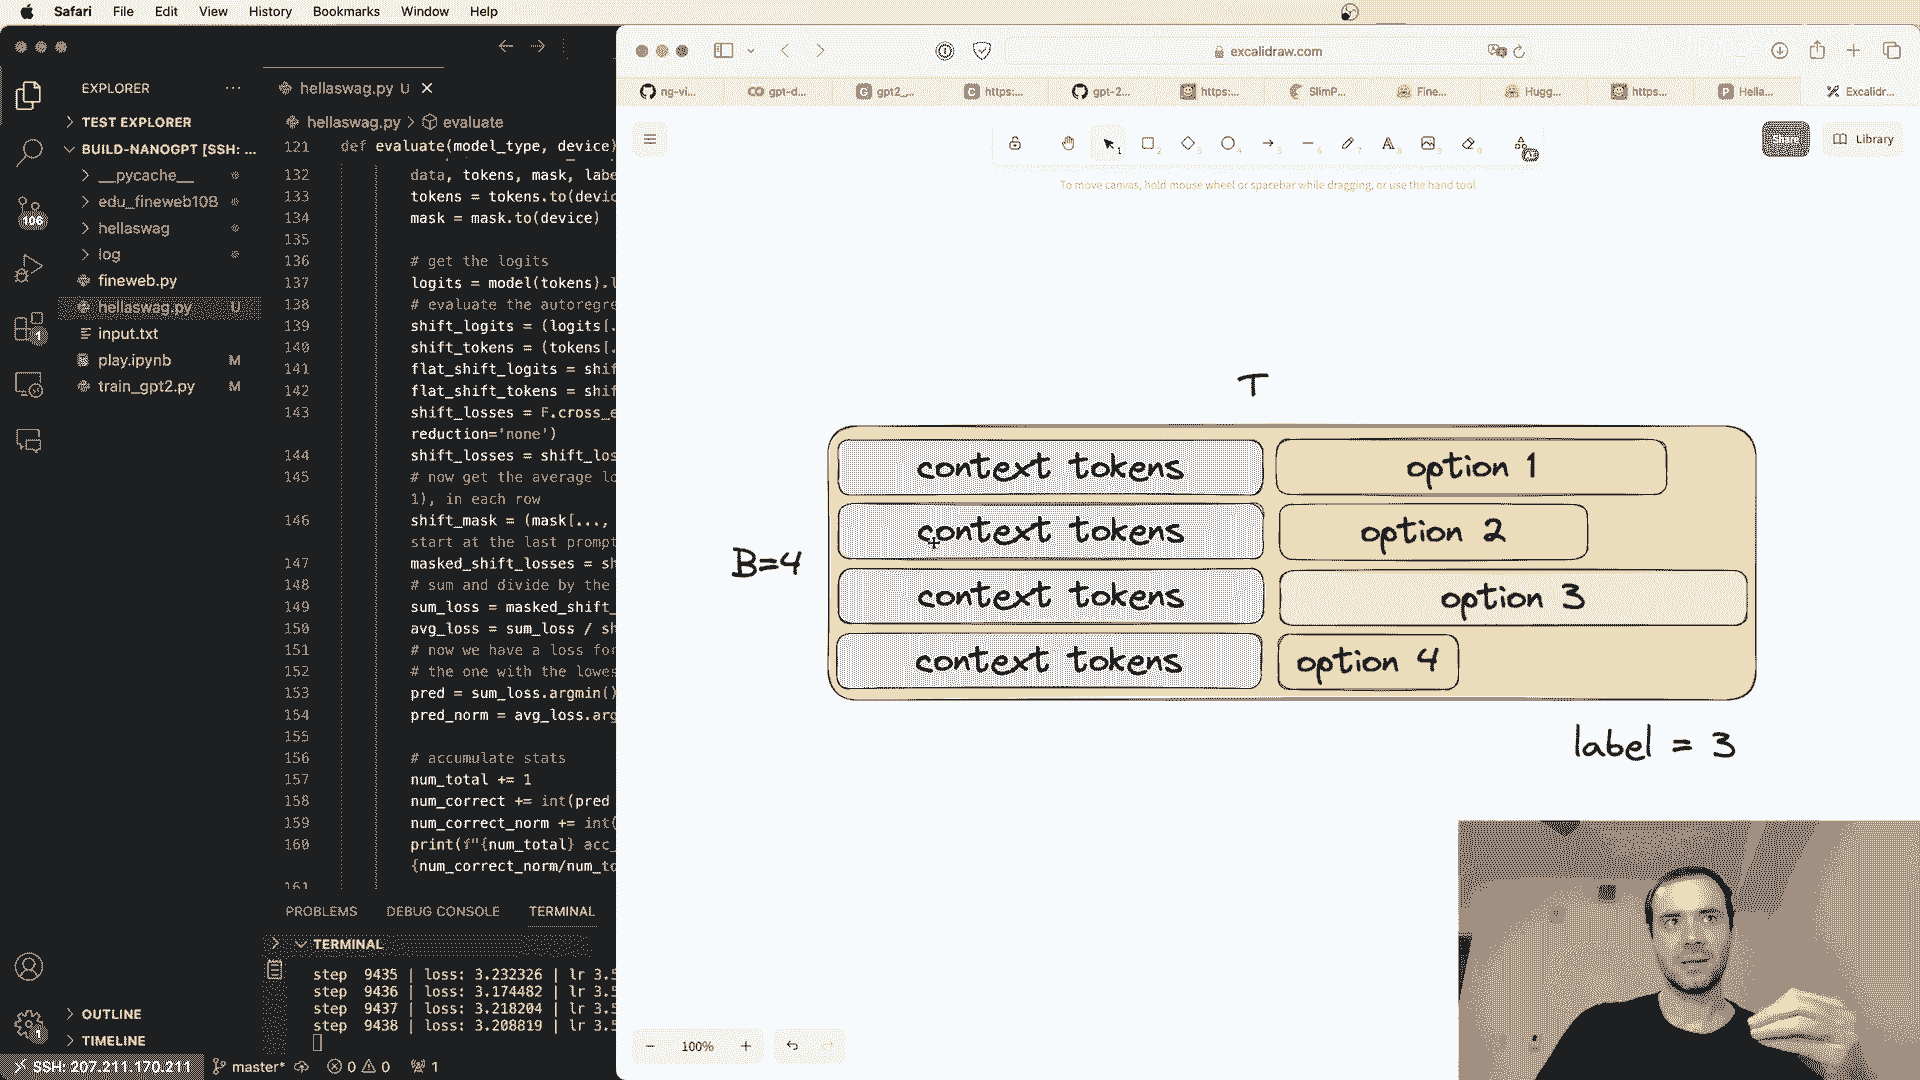 Safari File Edit View History Bookmarks Window Help
excalidraw.com
ng-vi... gpt-d... gpt2_... https:... gpt-2... https:... SlimP... Fine... Hugg... https... Hella... Excalidr...
EXPLORER
TEST EXPLORER
BUILD-NANOGPT [SSH: ...
__pycache__
edu_fineweb10B
hellaswag
log
fineweb.py
hellaswag.py U
input.txt
play.ipynb M
train_gpt2.py M
106
1
OUTLINE
TIMELINE
1
hellaswag.py U
hellaswag.py > evaluate
121 def evaluate(model_type, device)
132 data, tokens, mask, labe
133 tokens = tokens.to(devic
134 mask = mask.to(device)
135
136 # get the logits
137 logits = model(tokens).l
138 # evaluate the autoregre
139 shift_logits = (logits[.
140 shift_tokens = (tokens[.
141 flat_shift_logits = shif
142 flat_shift_tokens = shif
143 shift_losses = F.cross_e
reduction='none')
144 shift_losses = shift_los
145 # now get the average lo
1), in each row
146 shift_mask = (mask[...,
start at the last prompt
147 masked_shift_losses = sh
148 # sum and divide by the
149 sum_loss = masked_shift_
150 avg_loss = sum_loss / sh
151 # now we have a loss for
152 # the one with the lowes
153 pred = sum_loss.argmin()
154 pred_norm = avg_loss.arg
155
156 # accumulate stats
157 num_total += 1
158 num_correct += int(pred
159 num_correct_norm += int(
160 print(f"{num_total} acc_
{num_correct_norm/num_to
161
PROBLEMS DEBUG CONSOLE TERMINAL
TERMINAL
step 9435 | loss: 3.232326 | lr 3.5
step 9436 | loss: 3.174482 | lr 3.5
step 9437 | loss: 3.218204 | lr 3.5
step 9438 | loss: 3.208819 | lr 3.5
SSH: 207.211.170.211 master* 0 0 1
Share Library
To move canvas, hold mouse wheel or spacebar while dragging, or use the hand tool
T
context tokens option 1
context tokens option 2
B=4
context tokens option 3
context tokens option 4
label = 3
100%